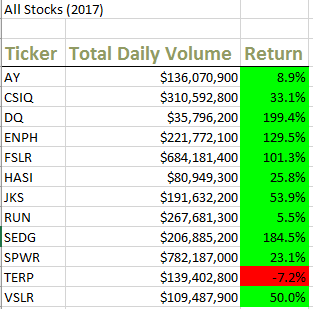 All Stocks (2017)
Ticker Total Daily Volume Return
AY $136,070,900 8.9%
CSIQ $310,592,800 33.1%
DQ $35,796,200 199.4%
ENPH $221,772,100 129.5%
FSLR $684,181,400 101.3%
HASI $80,949,300 25.8%
JKS $191,632,200 53.9%
RUN $267,681,300 5.5%
SEDG $206,885,200 184.5%
SPWR $782,187,000 23.1%
TERP $139,402,800 -7.2%
VSLR $109,487,900 50.0%